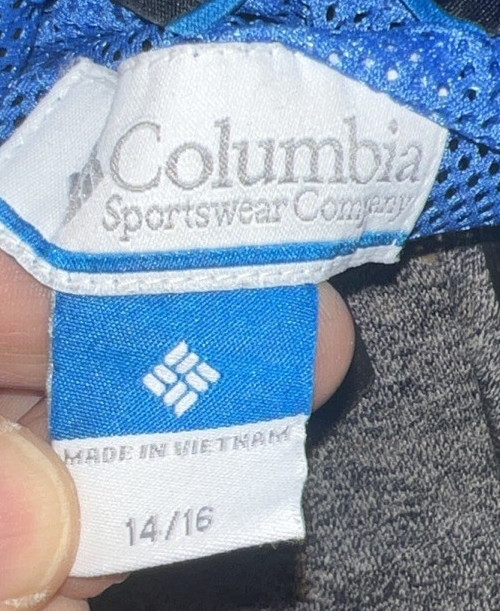 Columbia
Sportswear Company
MADE IN VIETNAM
14/16